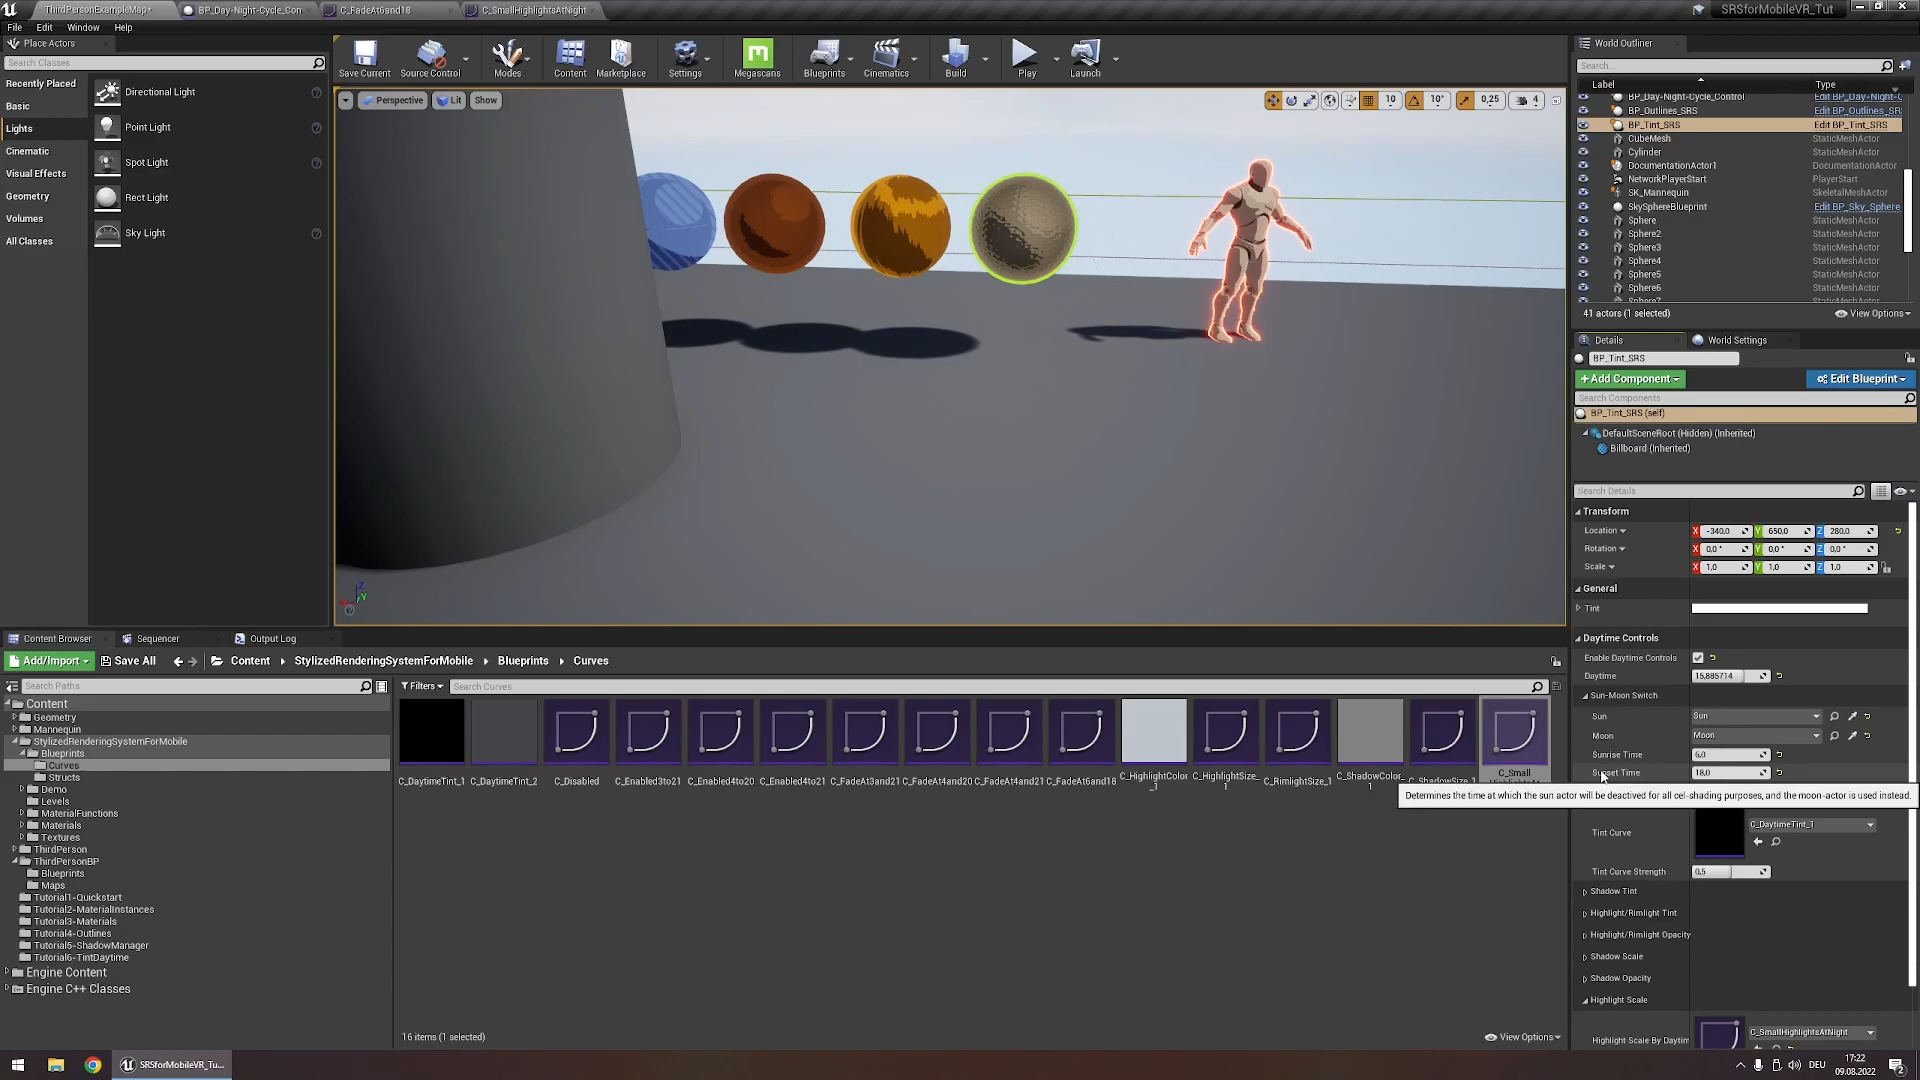 ThirdPersonExampleMap*
BP_Day-Night-Cycle_Con
C_FadeAt6and18
C_SmallHighlightsAtNight
SRSforMobileVR_Tut
File Edit Window Help
Place Actors
Search Classes
Recently Placed
Basic
Lights
Cinematic
Visual Effects
Geometry
Volumes
All Classes
Directional Light
Point Light
Spot Light
Rect Light
Sky Light
Save Current
Source Control
Modes
Content
Marketplace
Settings
Megascans
Blueprints
Cinematics
Build
Play
Launch
Perspective
Lit
Show
10
10°
0,25
4
World Outliner
Search...
Label Type
BP_Day-Night-Cycle_Control Edit BP_Day-Night-C
BP_Outlines_SRS Edit BP_Outlines_SR
BP_Tint_SRS Edit BP_Tint_SRS
CubeMesh StaticMeshActor
Cylinder StaticMeshActor
DocumentationActor1 DocumentationActor
NetworkPlayerStart PlayerStart
SK_Mannequin SkeletalMeshActor
SkySphereBlueprint Edit BP_Sky_Sphere
Sphere StaticMeshActor
Sphere2 StaticMeshActor
Sphere3 StaticMeshActor
Sphere4 StaticMeshActor
Sphere5 StaticMeshActor
Sphere6 StaticMeshActor
Sphere7 StaticMeshActor
41 actors (1 selected)
View Options
Details
World Settings
BP_Tint_SRS
+Add Component
Edit Blueprint
Search Components
BP_Tint_SRS (self)
DefaultSceneRoot (Hidden) (Inherited)
Billboard (Inherited)
Search Details
Transform
Location X -340,0 Y 650,0 Z 280,0
Rotation X 0,0 ° Y 0,0 ° Z 0,0 °
Scale X 1,0 Y 1,0 Z 1,0
General
Tint
Daytime Controls
Enable Daytime Controls
Daytime 15,885714
Sun-Moon Switch
Sun Sun
Moon Moon
Sunrise Time 6,0
Sunset Time 18,0
Determines the time at which the sun actor will be deactived for all cel-shading purposes, and the moon-actor is used instead.
Tint Curve C_DaytimeTint_1
Tint Curve Strength 0,5
Shadow Tint
Highlight/Rimlight Tint
Highlight/Rimlight Opacity
Shadow Scale
Shadow Opacity
Highlight Scale
Highlight Scale By Daytim C_SmallHighlightsAtNight
Content Browser
Sequencer
Output Log
Add/Import
Save All
Content
StylizedRenderingSystemForMobile
Blueprints
Curves
Search Paths
Filters
Search Curves
Content
Geometry
Mannequin
StylizedRenderingSystemForMobile
Blueprints
Curves
Structs
Demo
Levels
MaterialFunctions
Materials
Textures
ThirdPerson
ThirdPersonBP
Blueprints
Maps
Tutorial1-Quickstart
Tutorial2-MaterialInstances
Tutorial3-Materials
Tutorial4-Outlines
Tutorial5-ShadowManager
Tutorial6-TintDaytime
Engine Content
Engine C++ Classes
C_DaytimeTint_1
C_DaytimeTint_2
C_Disabled
C_Enabled3to21
C_Enabled4to20
C_Enabled4to21
C_FadeAt3and21
C_FadeAt4and20
C_FadeAt4and21
C_FadeAt6and18
C_HighlightColor
_1
C_HighlightSize_
1
C_RimlightSize_1
C_ShadowColor_
1
C_ShadowSize_1
C_Small
16 items (1 selected)
View Options
SRSforMobileVR_Tu...
DEU
17:22
09.08.2022
2